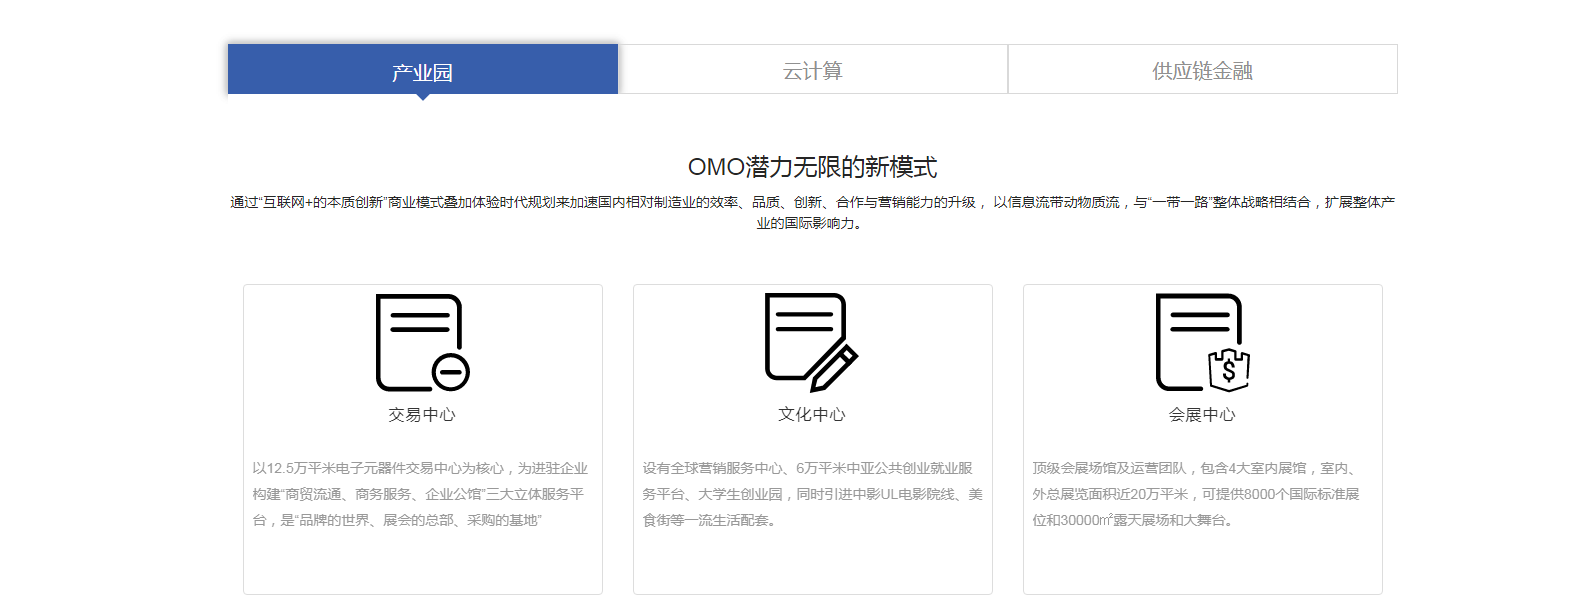 产业园
云计算
供应链金融
OMO潜力无限的新模式
通过“互联网+的本质创新”商业模式叠加体验时代规划来加速国内相对制造业的效率、品质、创新、合作与营销能力的升级， 以信息流带动物质流，与“一带一路”整体战略相结合，扩展整体产
业的国际影响力。
交易中心
以12.5万平米电子元器件交易中心为核心，为进驻企业
构建“商贸流通、商务服务、企业公馆”三大立体服务平
台，是“品牌的世界、展会的总部、采购的基地”
文化中心
设有全球营销服务中心、6万平米中亚公共创业就业服
务平台、大学生创业园，同时引进中影UL电影院线、美
食街等一流生活配套。
$
会展中心
顶级会展场馆及运营团队，包含4大室内展馆，室内、
外总展览面积近20万平米，可提供8000个国际标准展
位和30000㎡露天展场和大舞台。